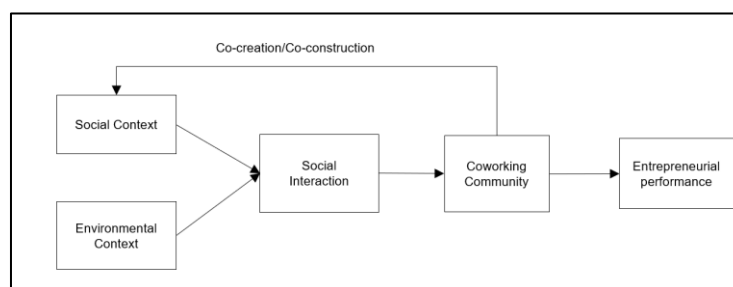 Co-creation/Co-construction
Social Context
Environmental
Context
Social
Interaction
Coworking
Community
Entrepreneurial
performance